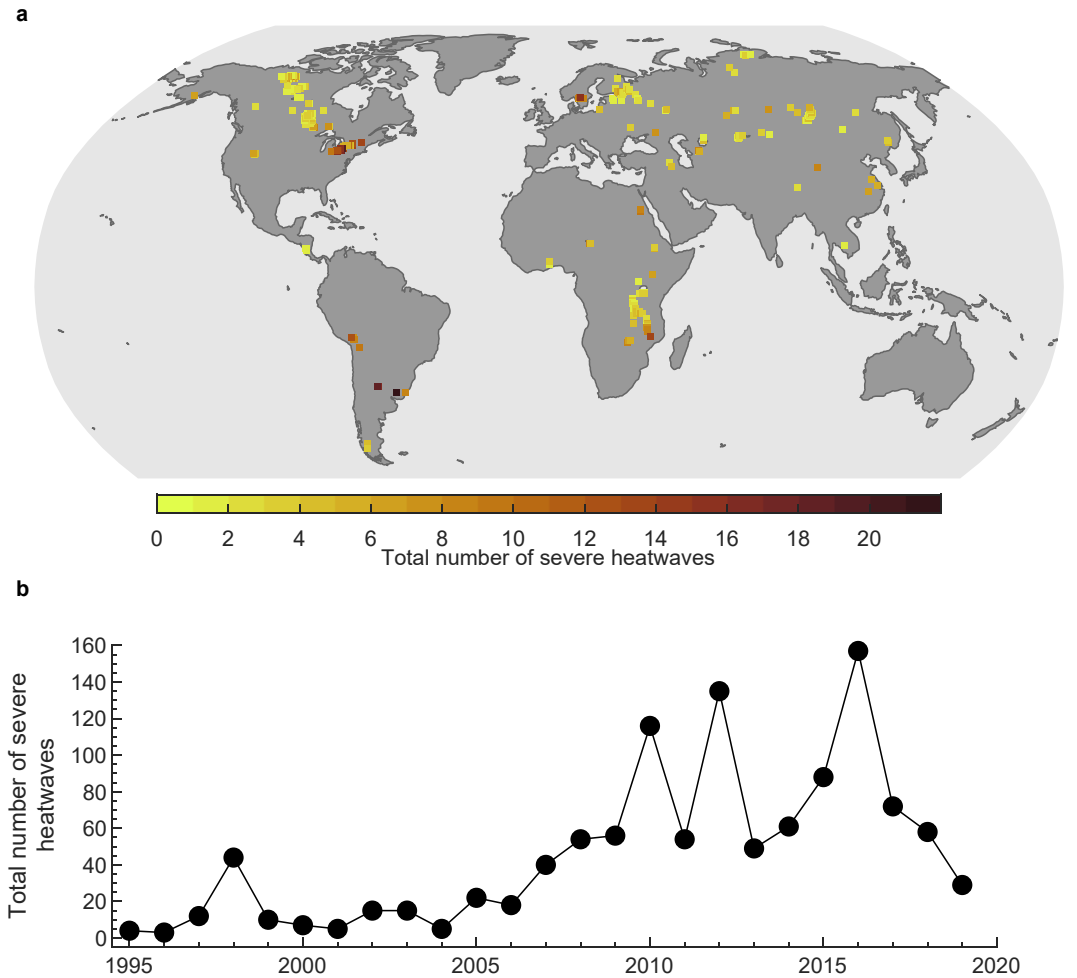 a
0 2 4 6 8 10 12 14 16 18 20
Total number of severe heatwaves
b
Total number of severe
heatwaves
160
140
120
100
80
60
40
20
0
1995 2000 2005 2010 2015 2020